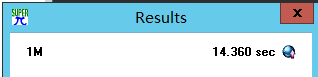 SUPER
π
Results
x
1M 14.360 sec